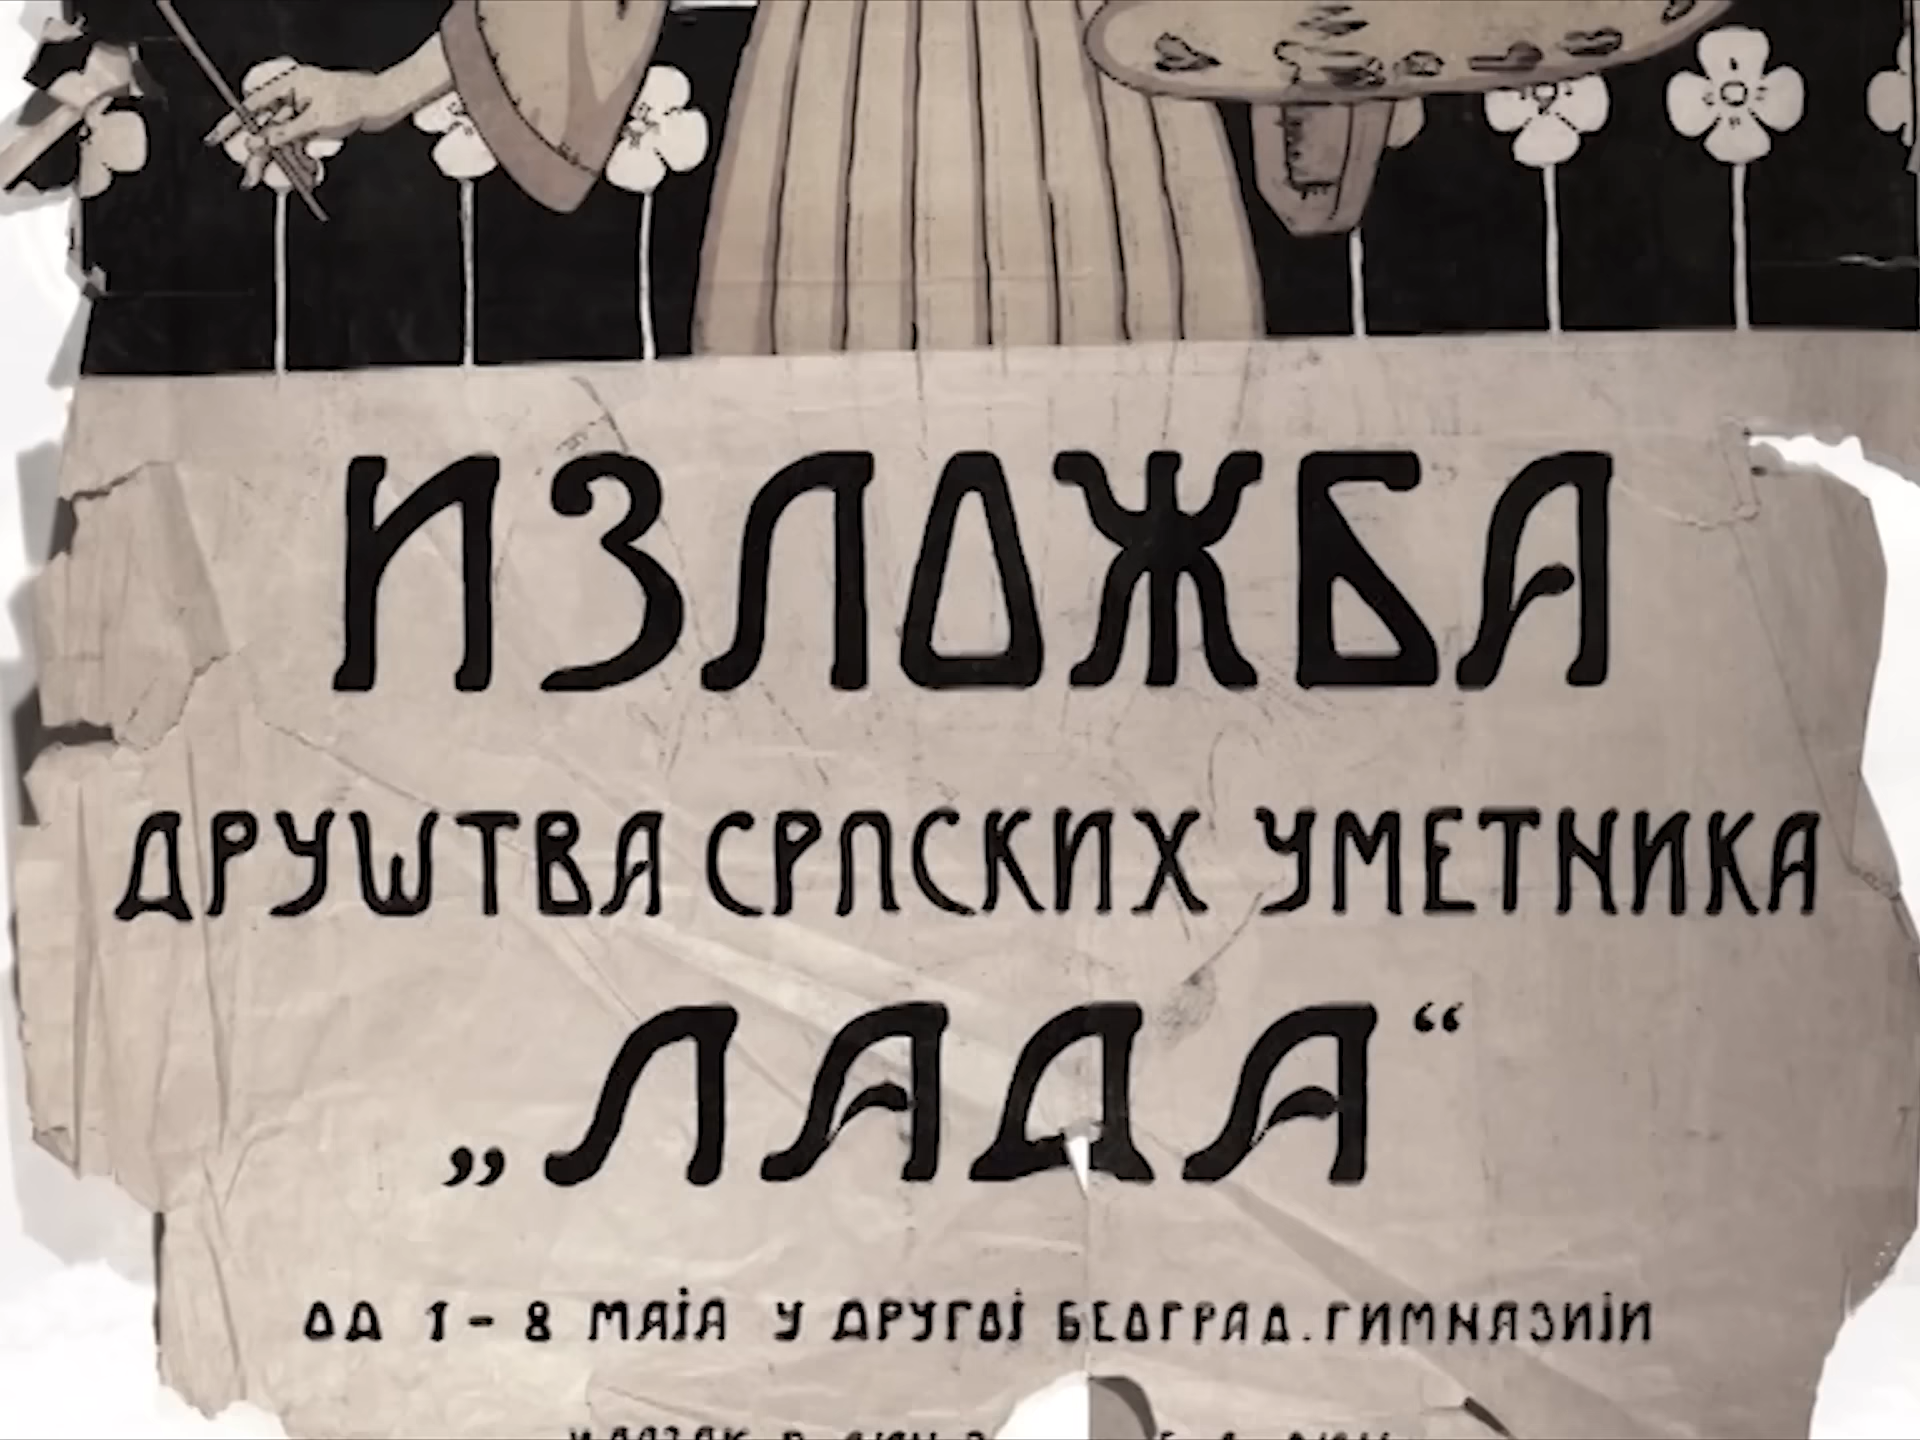 ИЗЛОЖБА
ДРУШТВА СРПСКИХ УМЕТНИКА
„ЛАДА“
ОД 1-8 МАЈА У ДРУГОЈ БЕОГРАД. ГИМНАЗИЈИ